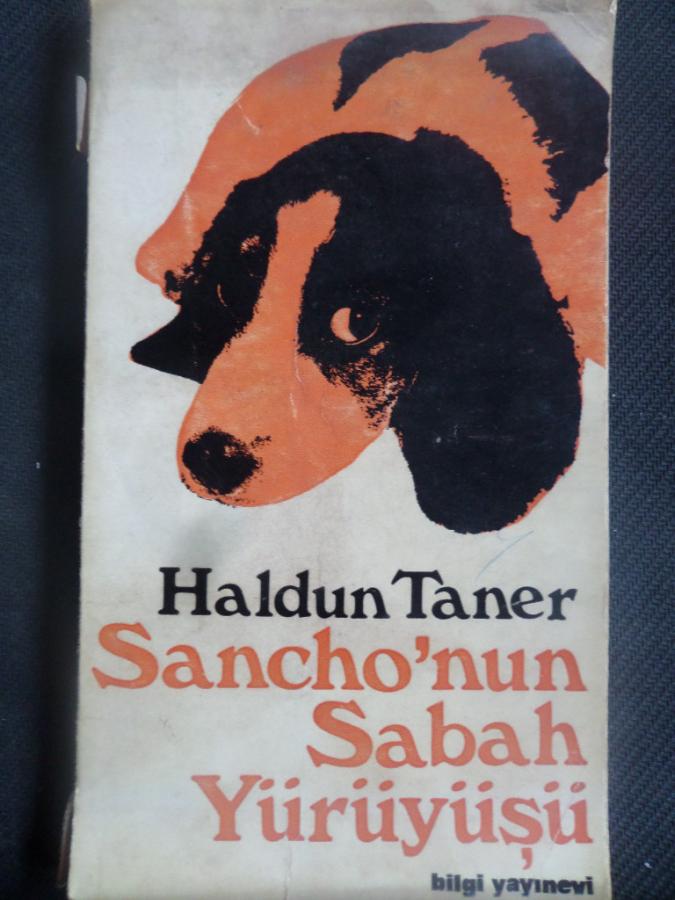 Haldun Taner
Sancho'nun
Sabah
Yürüyüşü
bilgi yayınevi